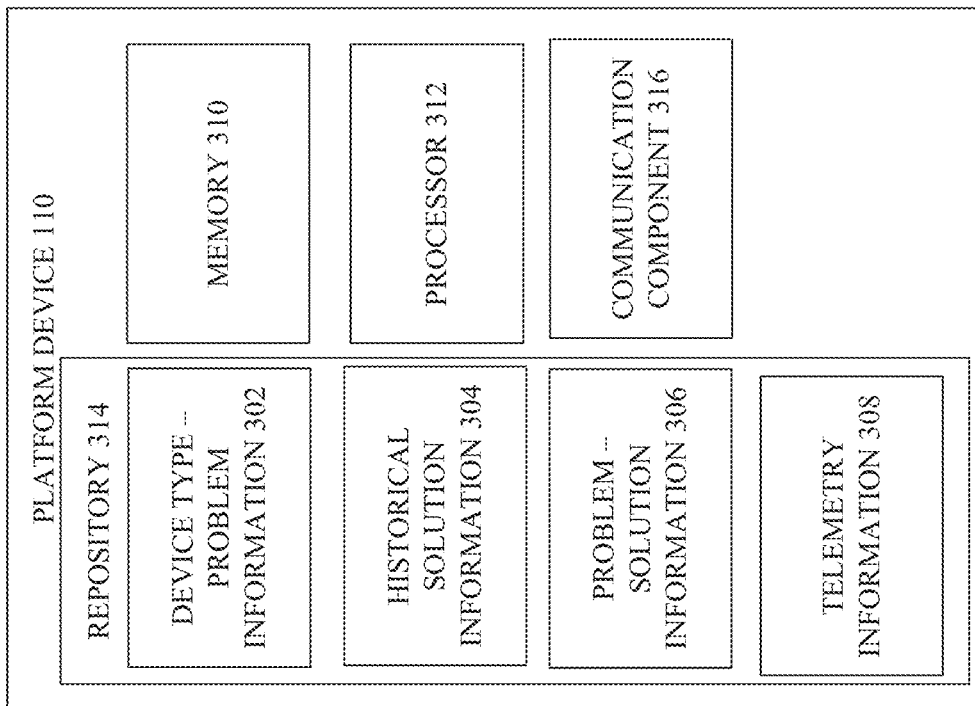 PLATFORM DEVICE 110
REPOSITORY 314
DEVICE TYPE --
PROBLEM
INFORMATION 302
HISTORICAL
SOLUTION
INFORMATION 304
PROBLEM --
SOLUTION
INFORMATION 306
TELEMETRY
INFORMATION 308
MEMORY 310
PROCESSOR 312
COMMUNICATION
COMPONENT 316